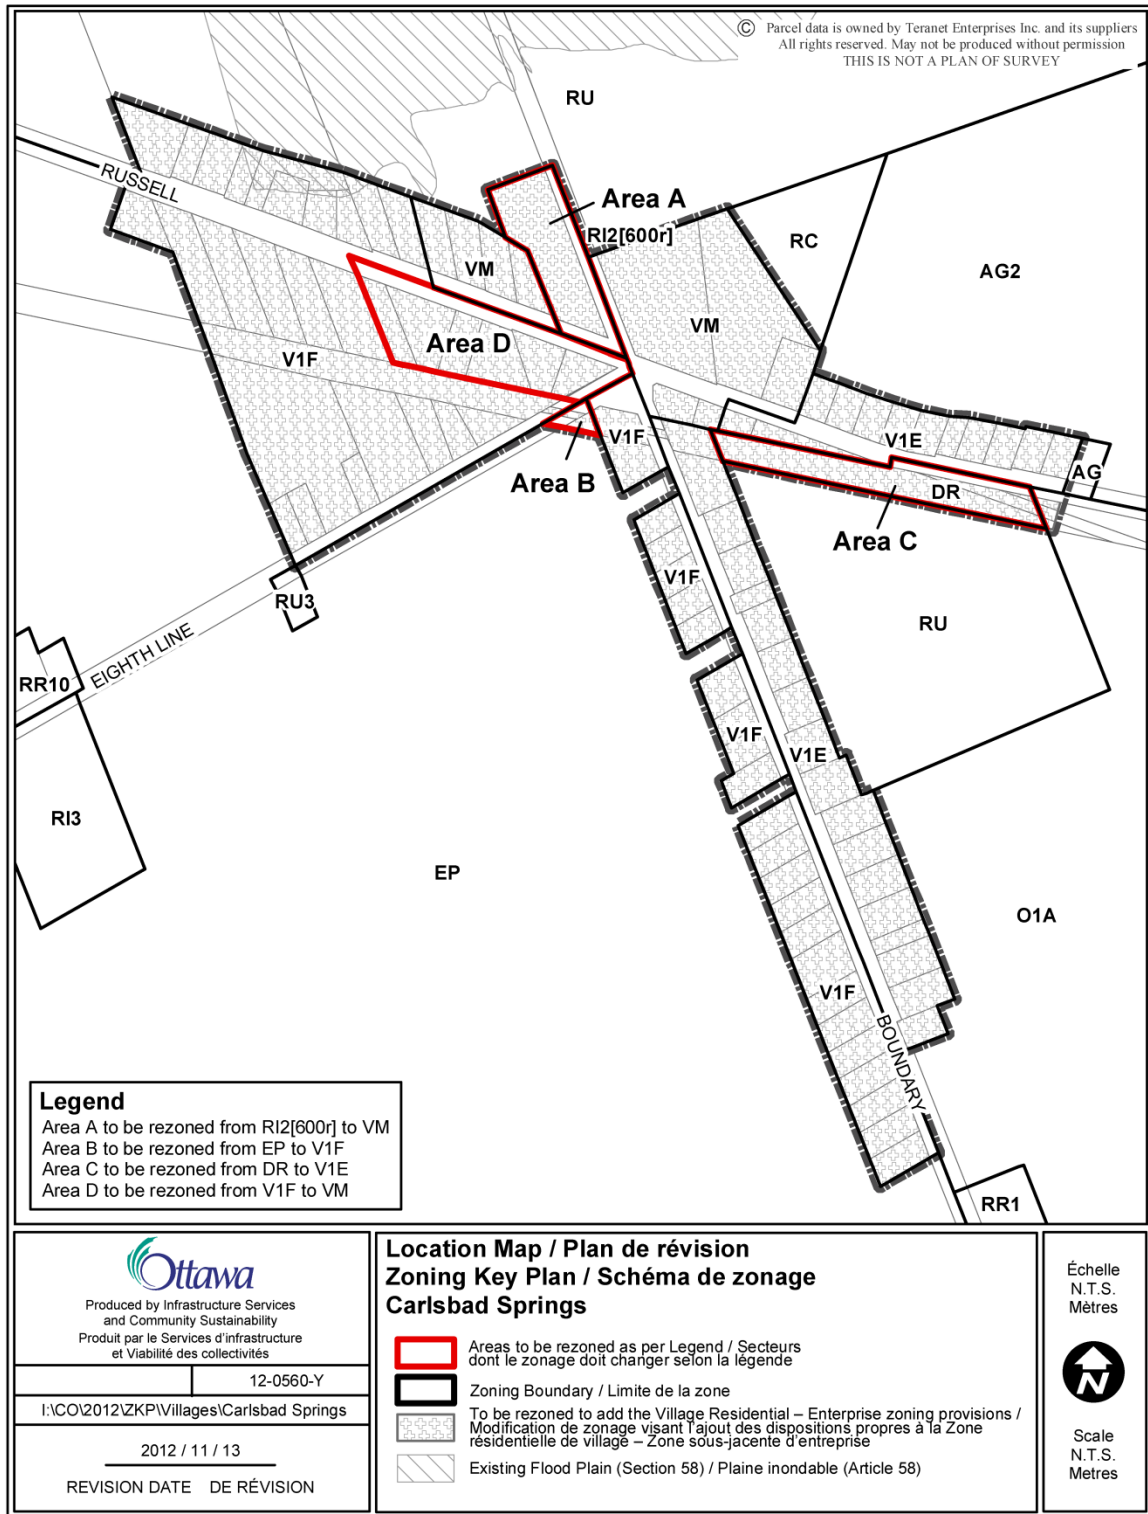 © Parcel data is owned by Teranet Enterprises Inc. and its suppliers
All rights reserved. May not be produced without permission
THIS IS NOT A PLAN OF SURVEY
RU
RUSSELL
Area A
RI2[600r]
RC
AG2
VM
VM
Area D
V1F
V1F
V1E
AG
Area B
DR
Area C
V1F
RU3
RU
EIGHTH LINE
RR10
V1F
V1E
RI3
EP
O1A
V1F
BOUNDARY
RR1
Legend
Area A to be rezoned from RI2[600r] to VM
Area B to be rezoned from EP to V1F
Area C to be rezoned from DR to V1E
Area D to be rezoned from V1F to VM
Ottawa
Produced by Infrastructure Services
and Community Sustainability
Produit par le Services d'infrastructure
et Viabilité des collectivités
12-0560-Y
I:\CO\2012\ZKP\Villages\Carlsbad Springs
2012 / 11 / 13
REVISION DATE DE RÉVISION
Location Map / Plan de révision
Zoning Key Plan / Schéma de zonage
Carlsbad Springs
Areas to be rezoned as per Legend / Secteurs
dont le zonage doit changer selon la légende
Zoning Boundary / Limite de la zone
To be rezoned to add the Village Residential – Enterprise zoning provisions /
Modification de zonage visant l'ajout des dispositions propres à la Zone
résidentielle de village – Zone sous-jacente d'entreprise
Existing Flood Plain (Section 58) / Plaine inondable (Article 58)
Échelle
N.T.S.
Mètres
N
Scale
N.T.S.
Metres